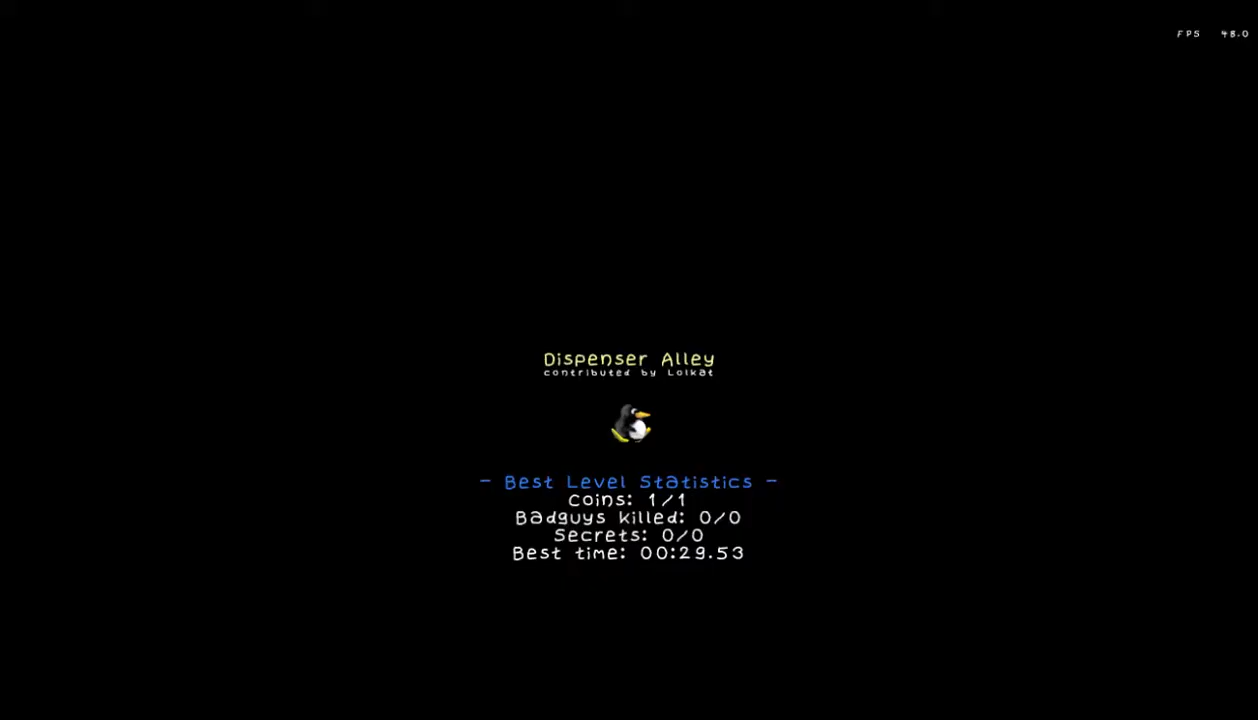 FPS 48.0
Dispenser Alley
contributed by Lolkat
- Best Level Statistics -
Coins: 1/1
Badguys killed: 0/0
Secrets: 0/0
Best time: 00:29.53